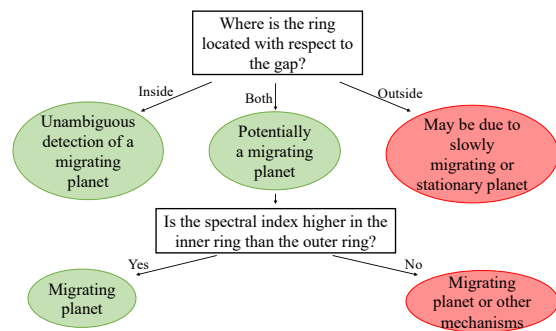 Where is the ring
located with respect to
the gap?
Inside
Both
Outside
Unambiguous
detection of a
migrating
planet
Potentially
a migrating
planet
May be due to
slowly
migrating or
stationary planet
Is the spectral index higher in the
inner ring than the outer ring?
Yes
No
Migrating
planet
Migrating
planet or other
mechanisms